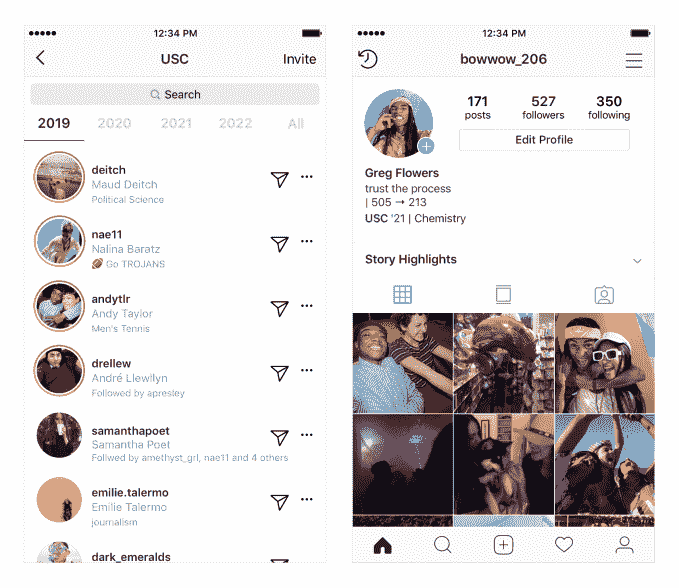 12:34 PM
USC
Invite
Search
2019
2020
2021
2022
All
deitch
Maud Deitch
Political Science
nae11
Nalina Baratz
🏈 Go TROJANS
andytlr
Andy Taylor
Men's Tennis
drellew
André Llewllyn
Followed by apresley
samanthapoet
Samantha Poet
Follwed by amethyst_grl, nae11 and 4 others
emilie.talermo
Emilie Talermo
journalism
dark_emeralds
12:34 PM
bowwow_206
171
posts
527
followers
350
following
Edit Profile
Greg Flowers
trust the process
| 505 → 213
USC '21 | Chemistry
Story Highlights